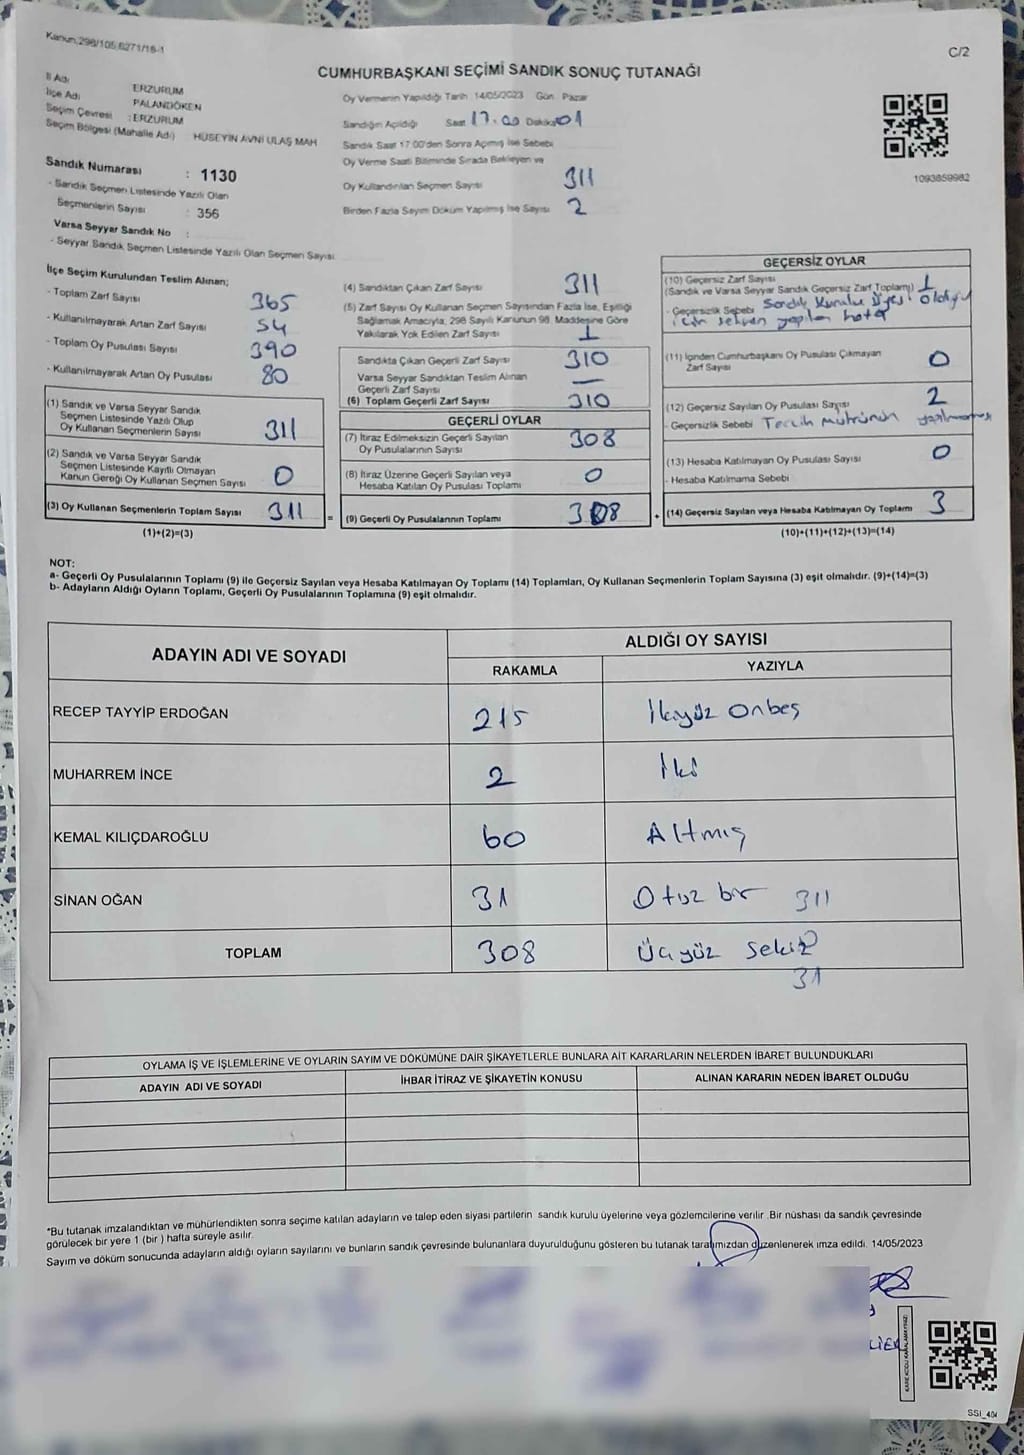 Kanun,298/105,6271/18-1
C/2
CUMHURBAŞKANI SEÇİMİ SANDIK SONUÇ TUTANAĞI
İl Adı ERZURUM
İlçe Adı PALANDÖKEN
Seçim Çevresi : ERZURUM
Seçim Bölgesi (Mahalle Adı) HÜSEYİN AVNİ ULAŞ MAH
Sandık Numarası : 1130
- Sandık Seçmen Listesinde Yazılı Olan
Seçmenlerin Sayısı : 356
Varsa Seyyar Sandık No :
- Seyyar Sandık Seçmen Listesinde Yazılı Olan Seçmen Sayısı
Oy Vermenin Yapıldığı Tarih :14/05/2023 Gün: Pazar
Sandığın Açıldığı Saat 17.00 Dakika 01
Sandık Saat 17:00'den Sonra Açılmış İse Sebebi
Oy Verme Saati Bitiminde Sırada Bekleyen ve
Oy Kullandırılan Seçmen Sayısı 311
Birden Fazla Sayım Döküm Yapılmış İse Sayısı 2
1093859982
İlçe Seçim Kurulundan Teslim Alınan;
- Toplam Zarf Sayısı 365
- Kullanılmayarak Artan Zarf Sayısı 54
- Toplam Oy Pusulası Sayısı 390
- Kullanılmayarak Artan Oy Pusulası 80
(1) Sandık ve Varsa Seyyar Sandık
Seçmen Listesinde Yazılı Olup
Oy Kullanan Seçmenlerin Sayısı 311
(2) Sandık ve Varsa Seyyar Sandık
Seçmen Listesinde Kayıtlı Olmayan
Kanun Gereği Oy Kullanan Seçmen Sayısı 0
(3) Oy Kullanan Seçmenlerin Toplam Sayısı 311 =
(1)+(2)=(3)
(4) Sandıktan Çıkan Zarf Sayısı 311
(5) Zarf Sayısı Oy Kullanan Seçmen Sayısından Fazla İse, Eşitliği
Sağlamak Amacıyla, 298 Sayılı Kanunun 98. Maddesine Göre
Yakılarak Yok Edilen Zarf Sayısı 1
Sandıkta Çıkan Geçerli Zarf Sayısı 310
Varsa Seyyar Sandıktan Teslim Alınan
Geçerli Zarf Sayısı —
(6) Toplam Geçerli Zarf Sayısı 310
GEÇERLİ OYLAR
(7) İtiraz Edilmeksizin Geçerli Sayılan
Oy Pusulalarının Sayısı 308
(8) İtiraz Üzerine Geçerli Sayılan veya
Hesaba Katılan Oy Pusulası Toplamı 0
(9) Geçerli Oy Pusulalarının Toplamı 308 +
GEÇERSİZ OYLAR
(10) Geçersiz Zarf Sayısı
(Sandık ve Varsa Seyyar Sandık Geçersiz Zarf Toplamı) 1
- Geçersizlik Sebebi Sandık Kurulu Üyesi olduğu
için sehven yapılan hata
(11) İçinden Cumhurbaşkanı Oy Pusulası Çıkmayan
Zarf Sayısı 0
(12) Geçersiz Sayılan Oy Pusulası Sayısı 2
- Geçersizlik Sebebi Tercih mührünün yapılmaması
(13) Hesaba Katılmayan Oy Pusulası Sayısı 0
- Hesaba Katılmama Sebebi
(14) Geçersiz Sayılan veya Hesaba Katılmayan Oy Toplamı 3
(10)+(11)+(12)+(13)=(14)
NOT:
a- Geçerli Oy Pusulalarının Toplamı (9) ile Geçersiz Sayılan veya Hesaba Katılmayan Oy Toplamı (14) Toplamları, Oy Kullanan Seçmenlerin Toplam Sayısına (3) eşit olmalıdır. (9)+(14)=(3)
b- Adayların Aldığı Oyların Toplamı, Geçerli Oy Pusulalarının Toplamına (9) eşit olmalıdır.
ADAYIN ADI VE SOYADI
ALDIĞI OY SAYISI
RAKAMLA YAZIYLA
RECEP TAYYİP ERDOĞAN 215 İkiyüz onbeş
MUHARREM İNCE 2 İki
KEMAL KILIÇDAROĞLU 60 Altmış
SİNAN OĞAN 31 Otuz bir 311
TOPLAM 308 Üçyüz sekiz
31
OYLAMA İŞ VE İŞLEMLERİNE VE OYLARIN SAYIM VE DÖKÜMÜNE DAİR ŞİKAYETLERLE BUNLARA AİT KARARLARIN NELERDEN İBARET BULUNDUKLARI
ADAYIN ADI VE SOYADI İHBAR İTİRAZ VE ŞİKAYETİN KONUSU ALINAN KARARIN NEDEN İBARET OLDUĞU
*Bu tutanak imzalandıktan ve mühürlendikten sonra seçime katılan adayların ve talep eden siyasi partilerin sandık kurulu üyelerine veya gözlemcilerine verilir. Bir nüshası da sandık çevresinde
görülecek bir yere 1 (bir ) hafta süreyle asılır.
Sayım ve döküm sonucunda adayların aldığı oyların sayılarını ve bunların sandık çevresinde bulunanlara duyurulduğunu gösteren bu tutanak tarafımızdan düzenlenerek imza edildi. 14/05/2023
KAREKODU KARALAMAYINIZ!
SSI_404